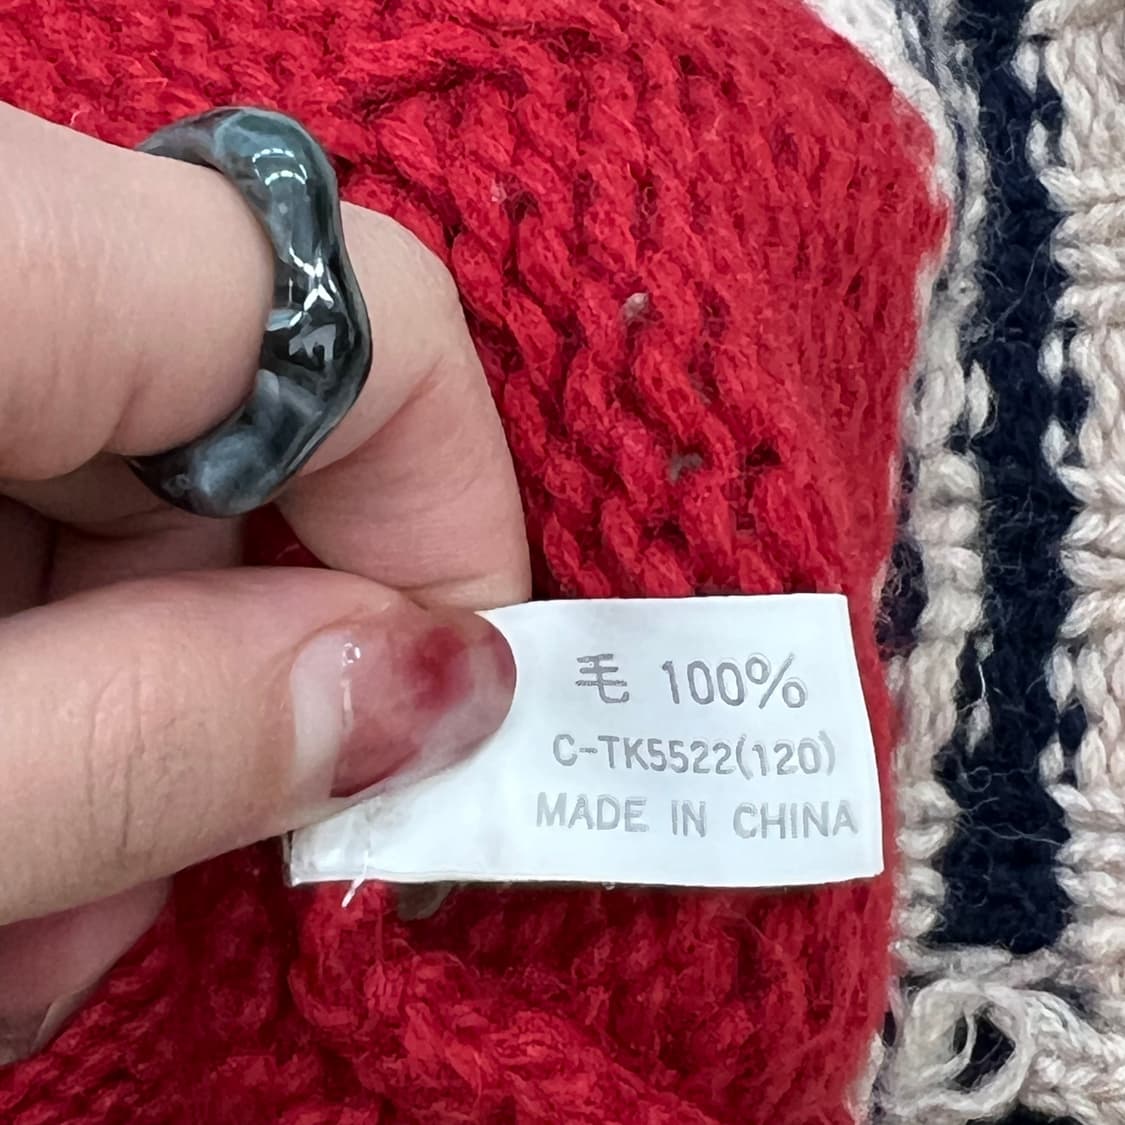 毛 100%
C-TK5522(120)
MADE IN CHINA